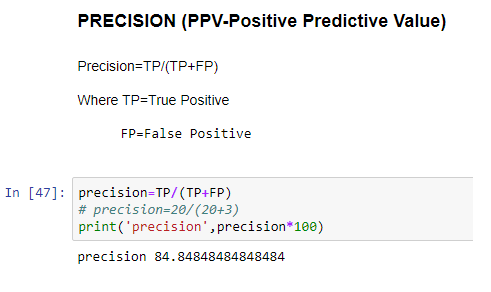 PRECISION (PPV-Positive Predictive Value)
Precision=TP/(TP+FP)
Where TP=True Positive
FP=False Positive
In [47]: precision=TP/(TP+FP)
# precision=20/(20+3)
print('precision',precision*100)
precision 84.84848484848484